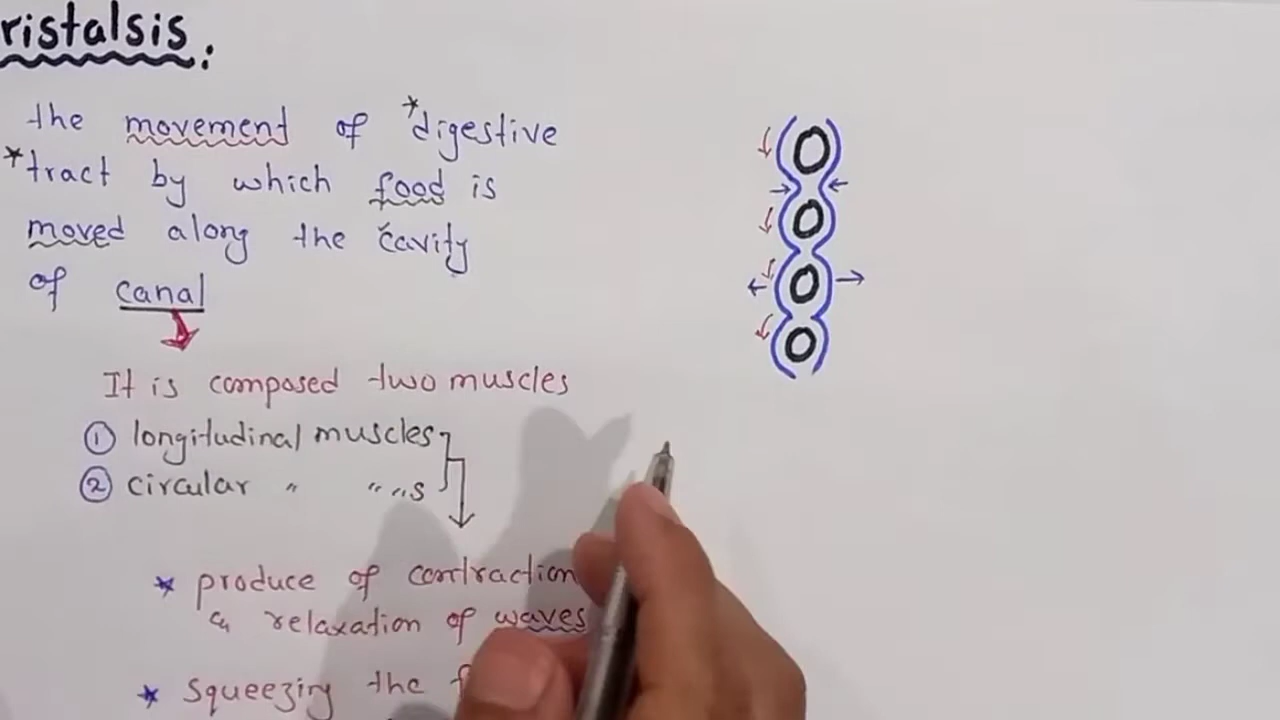 ristalsis:
the movement of *digestive
*tract by which food is
moved along the cavity
of canal
It is composed two muscles
① longitudinal muscles
② circular " " "s
* produce of contraction
& relaxation of waves
* squeezing the